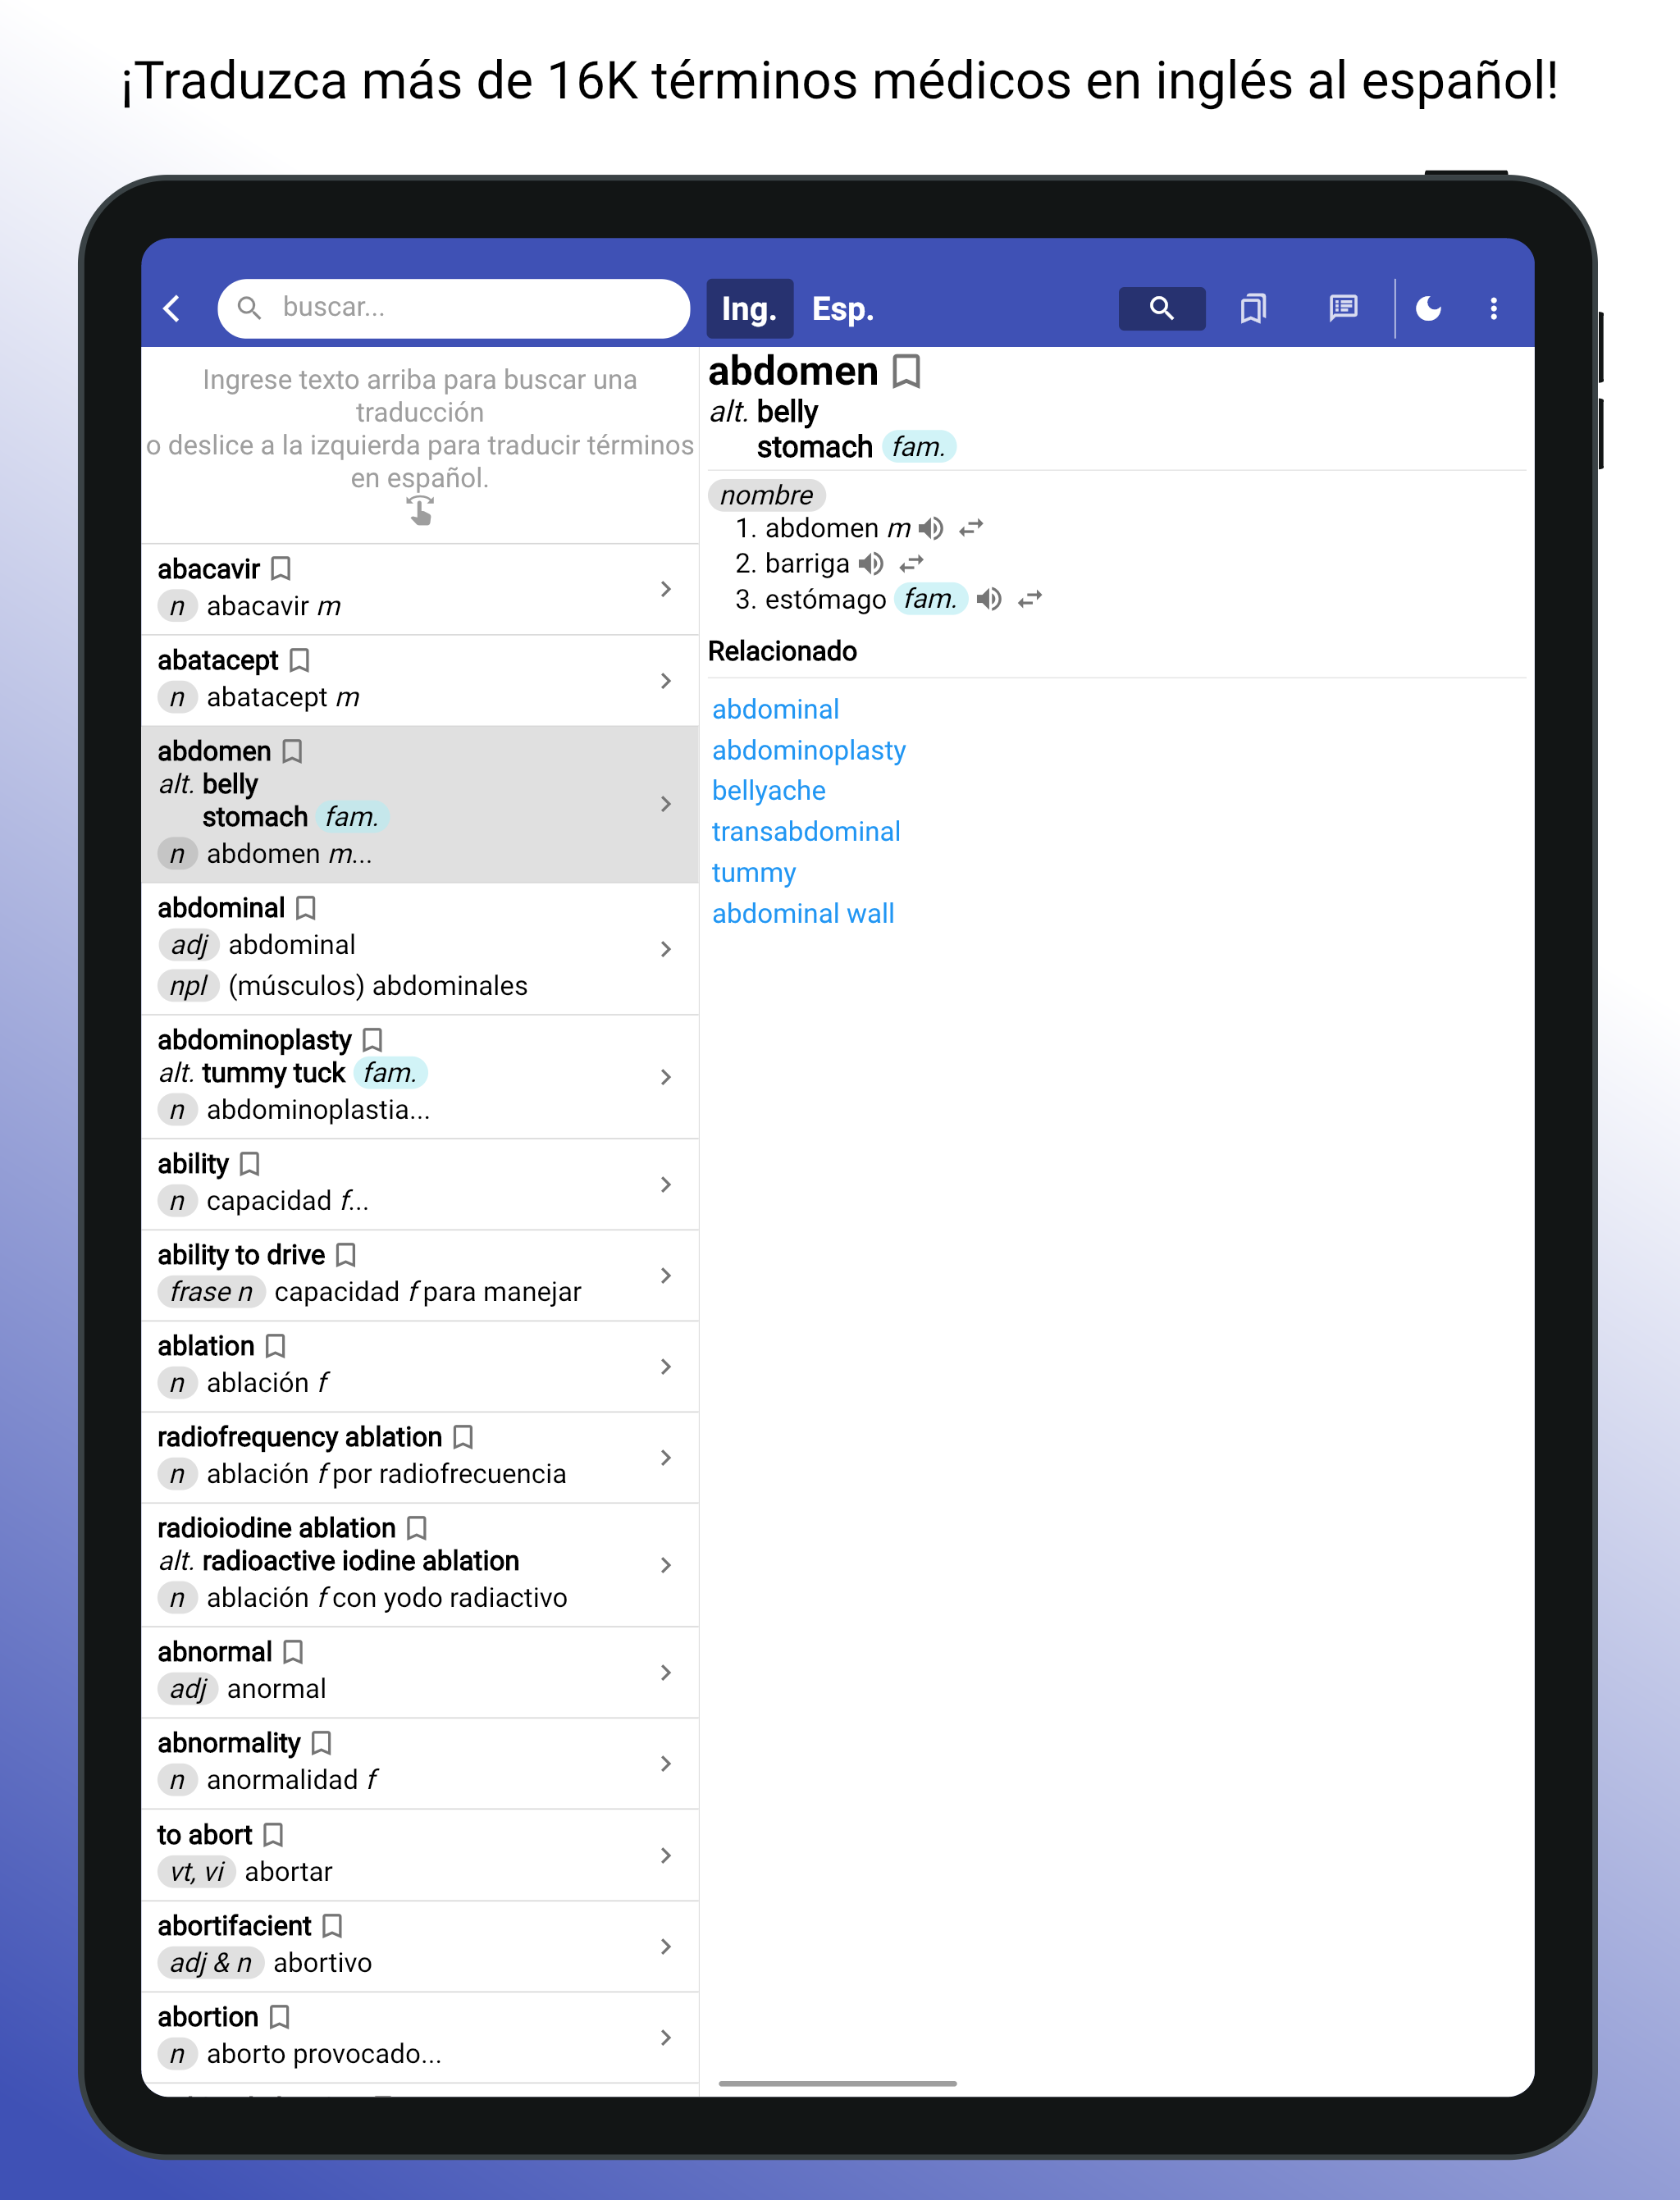 ¡Traduzca más de 16K términos médicos en inglés al español!
buscar...
Ing. Esp.
Ingrese texto arriba para buscar una
traducción
o deslice a la izquierda para traducir términos
en español.
abacavir
n abacavir m
abatacept
n abatacept m
abdomen
alt. belly
stomach fam.
n abdomen m...
abdominal
adj abdominal
npl (músculos) abdominales
abdominoplasty
alt. tummy tuck fam.
n abdominoplastia...
ability
n capacidad f...
ability to drive
frase n capacidad f para manejar
ablation
n ablación f
radiofrequency ablation
n ablación f por radiofrecuencia
radioiodine ablation
alt. radioactive iodine ablation
n ablación f con yodo radiactivo
abnormal
adj anormal
abnormality
n anormalidad f
to abort
vt, vi abortar
abortifacient
adj & n abortivo
abortion
n aborto provocado...
abdomen
alt. belly
stomach fam.
nombre
1. abdomen m
2. barriga
3. estómago fam.
Relacionado
abdominal
abdominoplasty
bellyache
transabdominal
tummy
abdominal wall